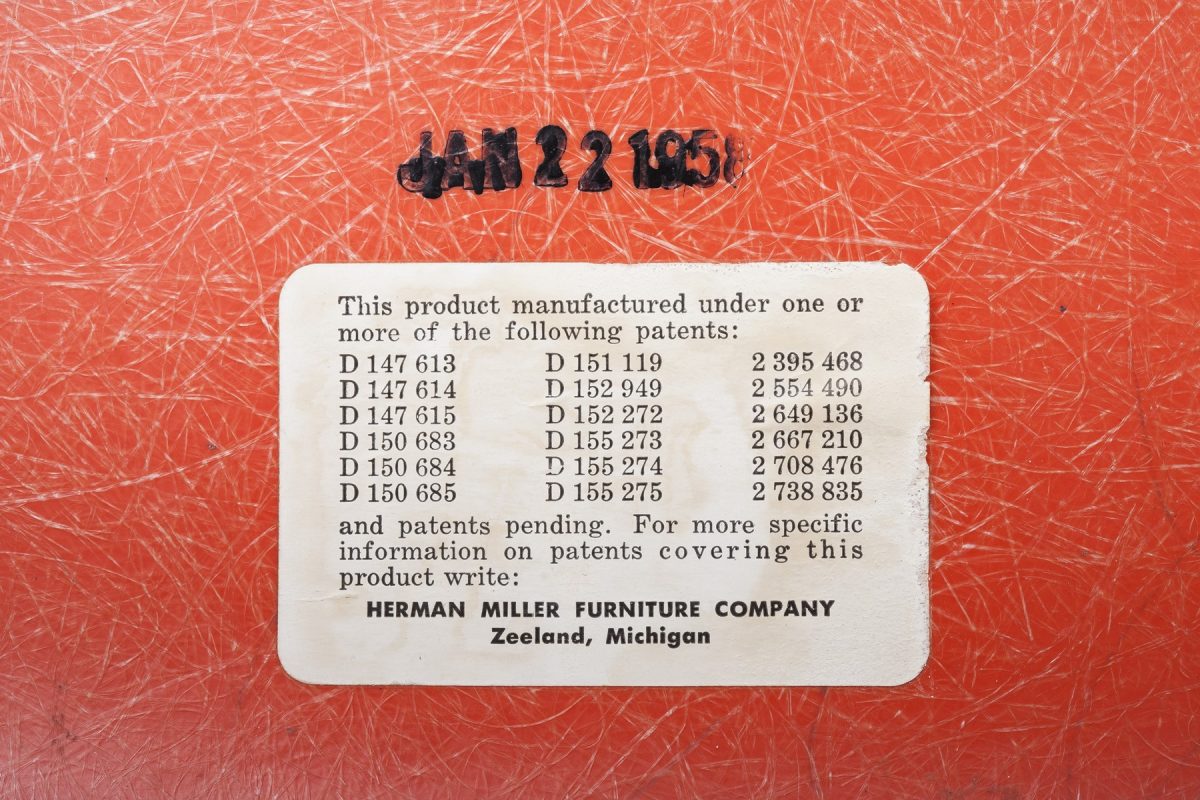 JAN 22 1958
This product manufactured under one or
more of the following patents:
D 147 613 D 151 119 2 395 468
D 147 614 D 152 949 2 554 490
D 147 615 D 152 272 2 649 136
D 150 683 D 155 273 2 667 210
D 150 684 D 155 274 2 708 476
D 150 685 D 155 275 2 738 835
and patents pending. For more specific
information on patents covering this
product write:
HERMAN MILLER FURNITURE COMPANY
Zeeland, Michigan